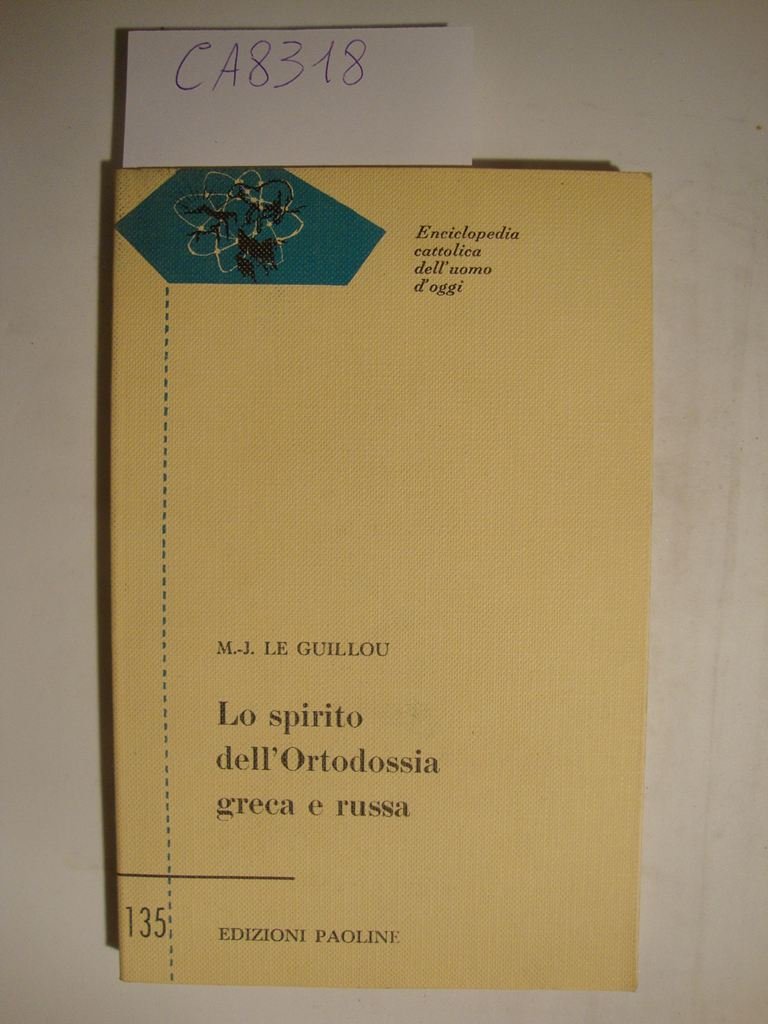 CA8318
Enciclopedia
cattolica
dell'uomo
d'oggi
M.-J. LE GUILLOU
Lo spirito
dell'Ortodossia
greca e russa
135
EDIZIONI PAOLINE